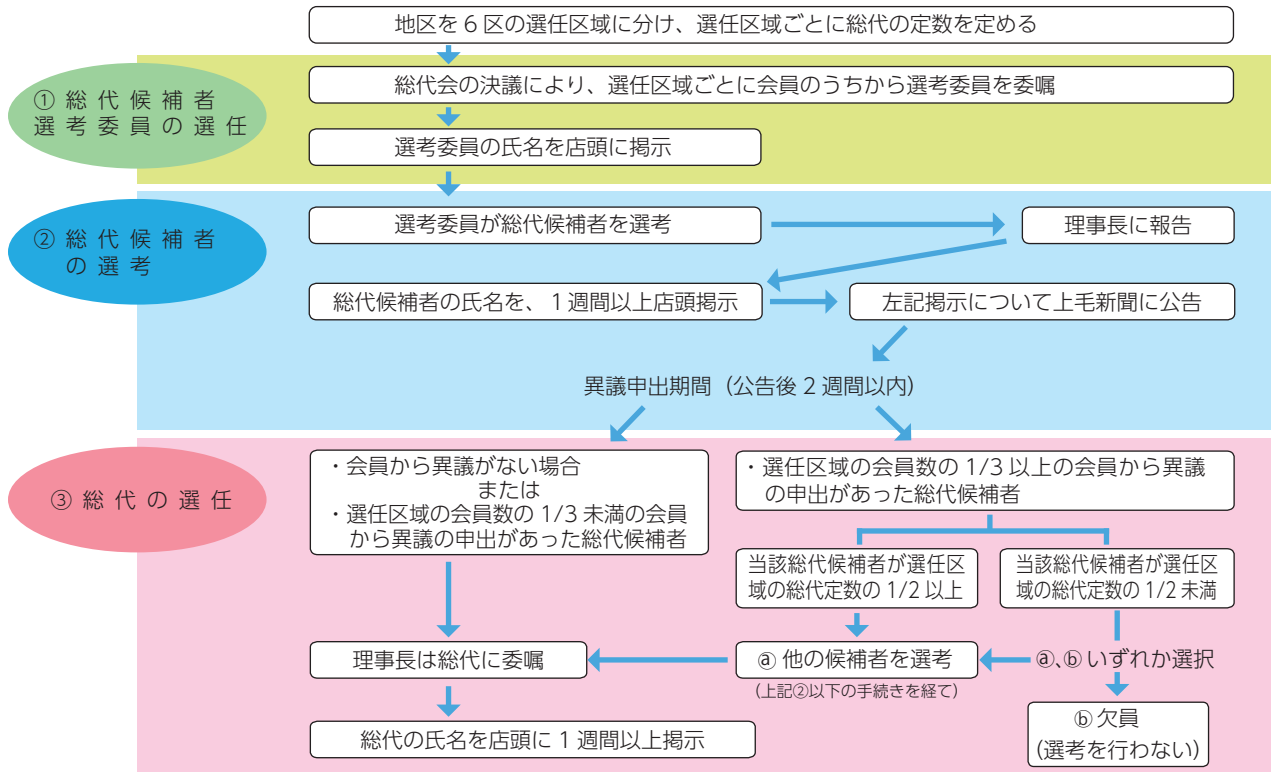 地区を6区の選任区域に分け、選任区域ごとに総代の定数を定める
①総代候補者
選考委員の選任
総代会の決議により、選任区域ごとに会員のうちから選考委員を委嘱
選考委員の氏名を店頭に掲示
②総代候補者
の選考
選考委員が総代候補者を選考
理事長に報告
総代候補者の氏名を、1週間以上店頭掲示
左記掲示について上毛新聞に公告
異議申出期間(公告後2週間以内)
③総代の選任
・会員から異議がない場合
または
・選任区域の会員数の1/3未満の会員
から異議の申出があった総代候補者
・選任区域の会員数の1/3以上の会員から異議
の申出があった総代候補者
当該総代候補者が選任区
域の総代定数の1/2以上
当該総代候補者が選任区
域の総代定数の1/2未満
理事長は総代に委嘱
ⓐ他の候補者を選考
(上記②以下の手続きを経て)
ⓐ、ⓑいずれか選択
ⓑ欠員
(選考を行わない)
総代の氏名を店頭に1週間以上掲示